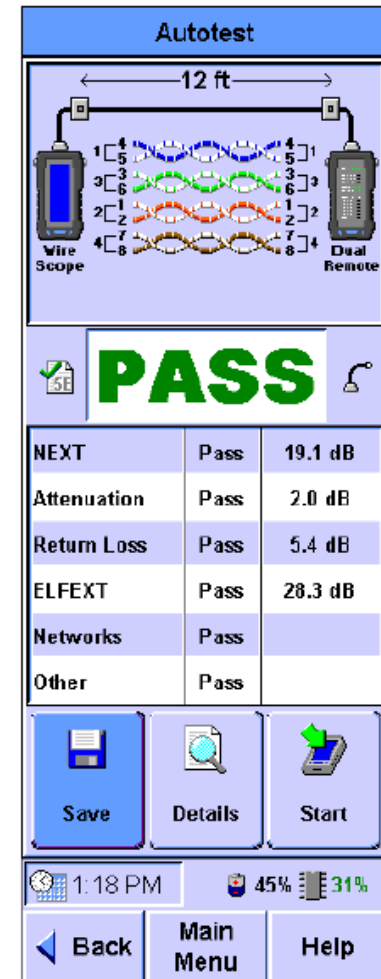 Autotest
12 ft
1 4 5 4 5 1
3 3 6 3 6 3
2 1 2 1 2 2
4 7 8 7 8 4
Wire Scope
Dual Remote
5E
PASS
NEXT Pass 19.1 dB
Attenuation Pass 2.0 dB
Return Loss Pass 5.4 dB
ELFEXT Pass 28.3 dB
Networks Pass
Other Pass
Save Details Start
1:18 PM 45% 31%
Back Main Menu Help